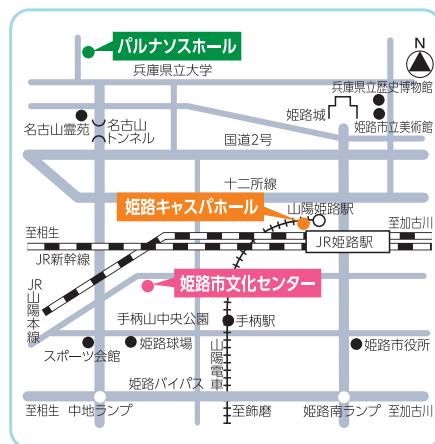 パルナソスホール
兵庫県立大学
N
兵庫県立歴史博物館
姫路城
姫路市立美術館
名古山霊苑
名古山
トンネル
国道2号
十二所線
姫路キャスパホール
山陽姫路駅
至相生
至加古川
JR新幹線
JR姫路駅
JR山陽本線
姫路市文化センター
手柄山中央公園
手柄駅
スポーツ会館
姫路球場
山陽電車
姫路市役所
姫路バイパス
至相生
中地ランプ
至飾磨
姫路南ランプ
至加古川